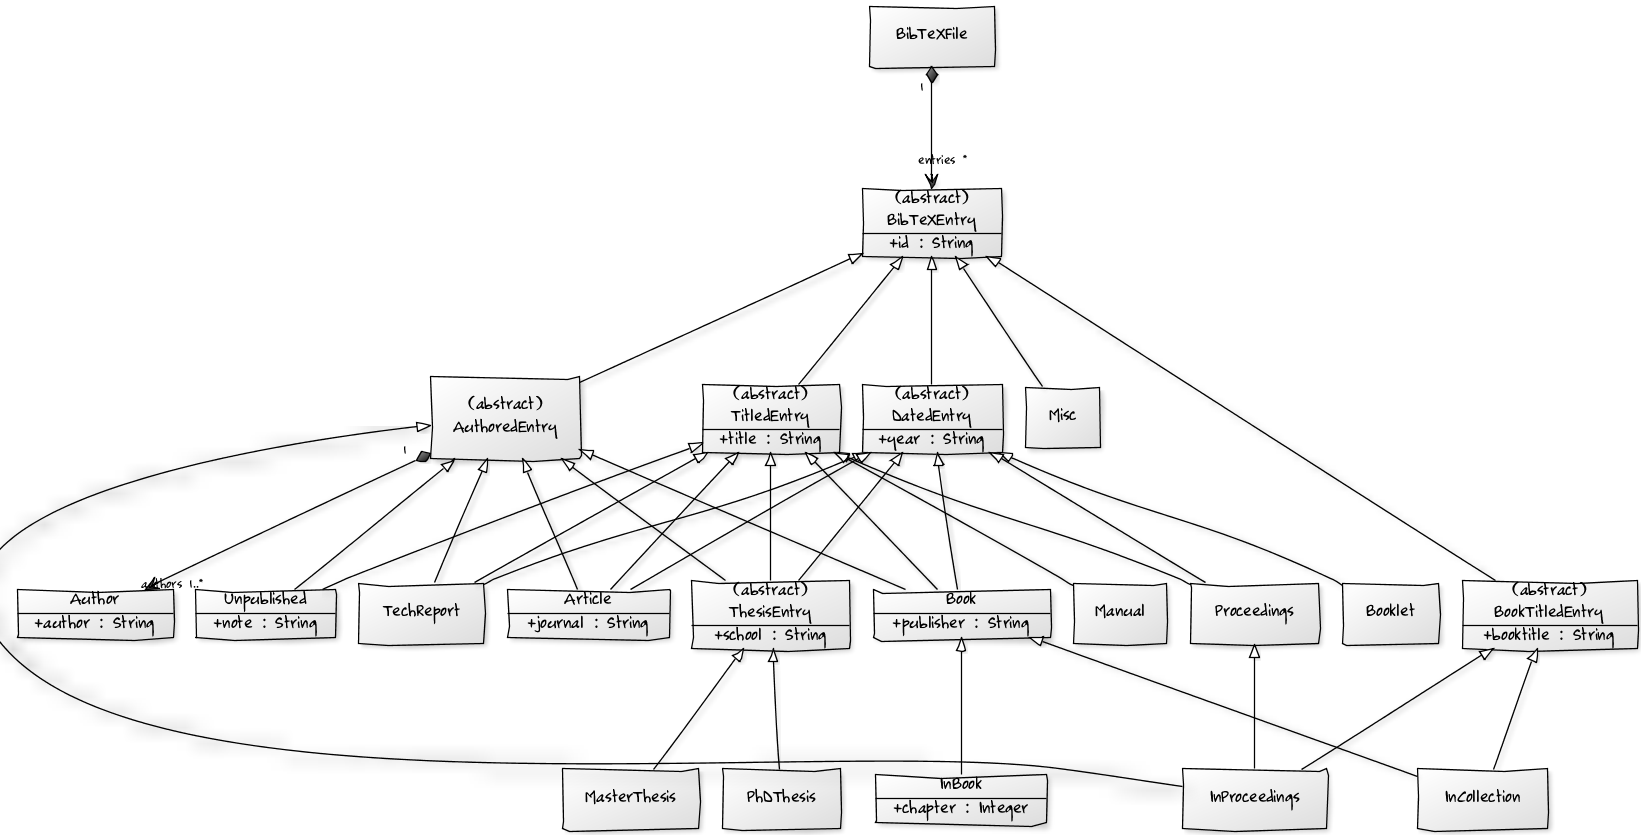 BibTeXFile
1
entries *
(abstract)
BibTeXEntry
+id : String
(abstract)
AuthoredEntry
(abstract)
TitledEntry
+title : String
(abstract)
DatedEntry
+year : String
Misc
1
authors 1..*
Author
+author : String
Unpublished
+note : String
TechReport
Article
+journal : String
(abstract)
ThesisEntry
+school : String
Book
+publisher : String
Manual
Proceedings
Booklet
(abstract)
BookTitledEntry
+booktitle : String
MasterThesis
PhDThesis
InBook
+chapter : Integer
InProceedings
InCollection